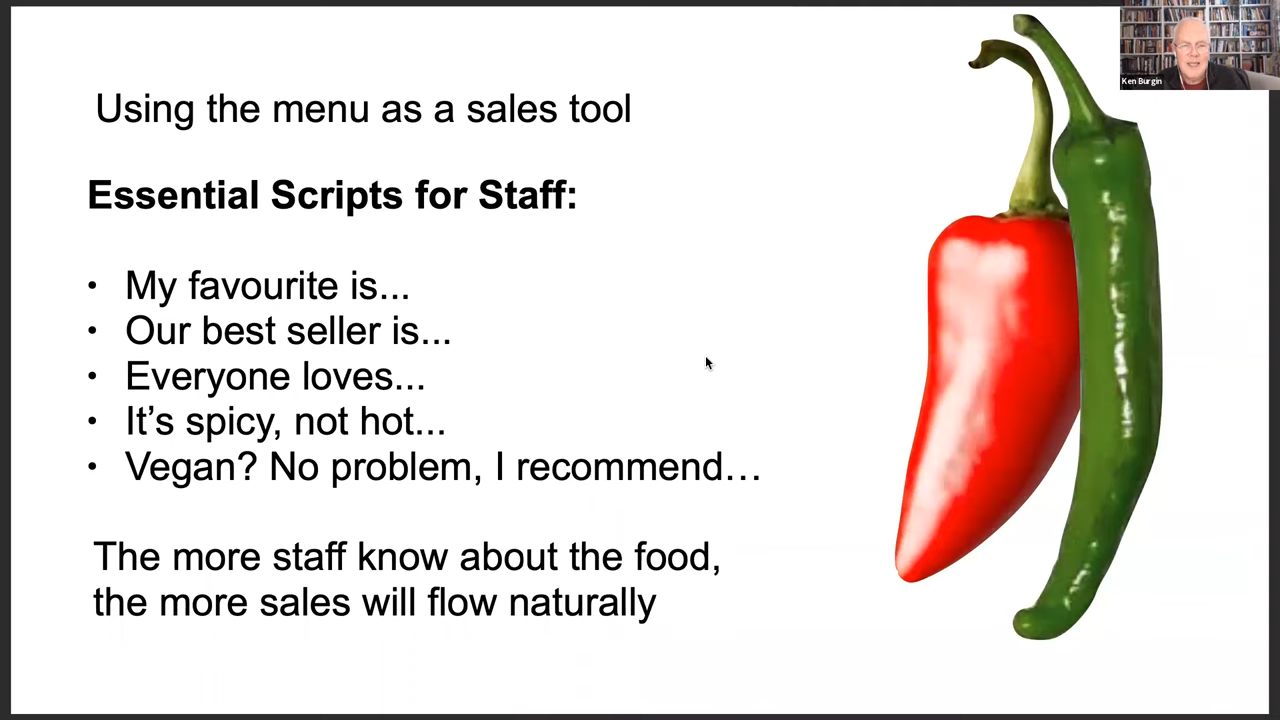 Using the menu as a sales tool
Ken Burgin
Essential Scripts for Staff:
• My favourite is...
• Our best seller is...
• Everyone loves...
• It’s spicy, not hot...
• Vegan? No problem, I recommend…
The more staff know about the food,
the more sales will flow naturally